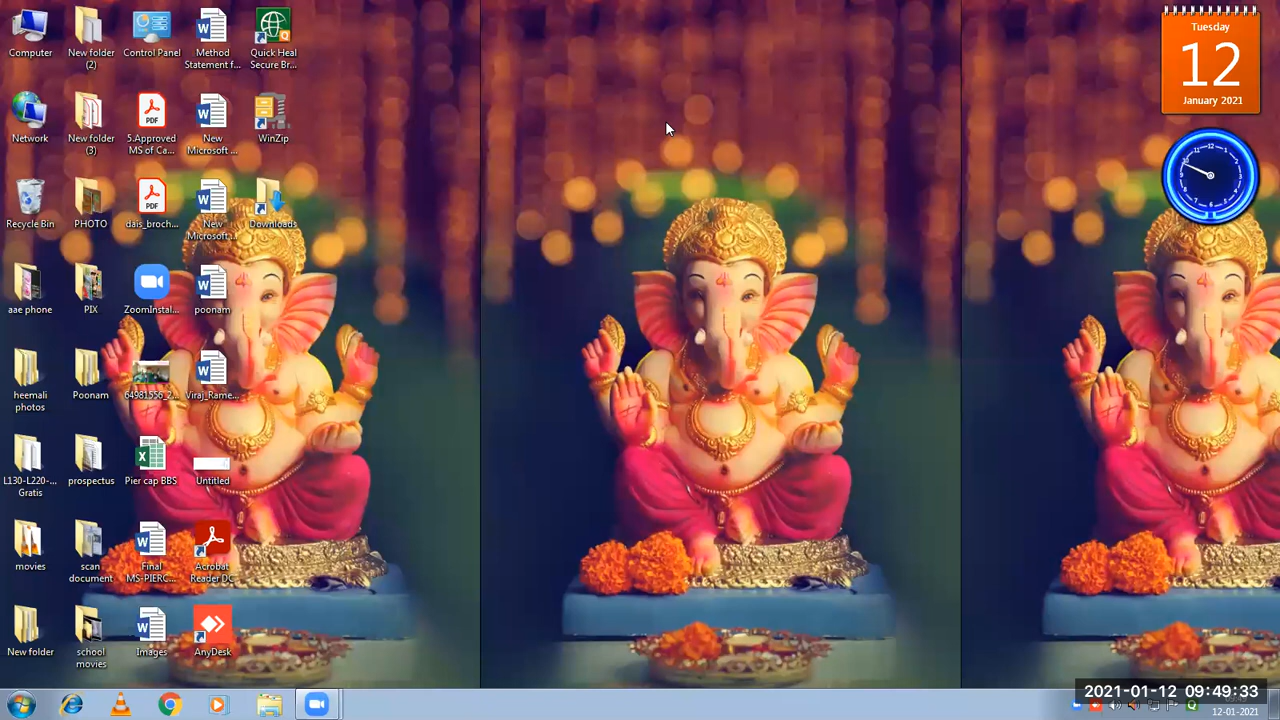 Computer
New folder
(2)
Control Panel
Method
Statement f...
Quick Heal
Secure Br...
Network
New folder
(3)
PDF
5.Approved
MS of Ca...
New
Microsoft ...
WinZip
Recycle Bin
PHOTO
PDF
dais_broch...
New
Microsoft ...
Downloads
aae phone
PIX
ZoomInstal...
poonam
heemali
photos
Poonam
64981556_2...
Viraj_Rame...
L130-L220-...
Gratis
prospectus
Pier cap BBS
Untitled
movies
scan
document
Final
MS-PIERC...
Acrobat
Reader DC
New folder
school
movies
Images
AnyDesk
Tuesday
12
January 2021
2021-01-12 09:49:33
12-01-2021